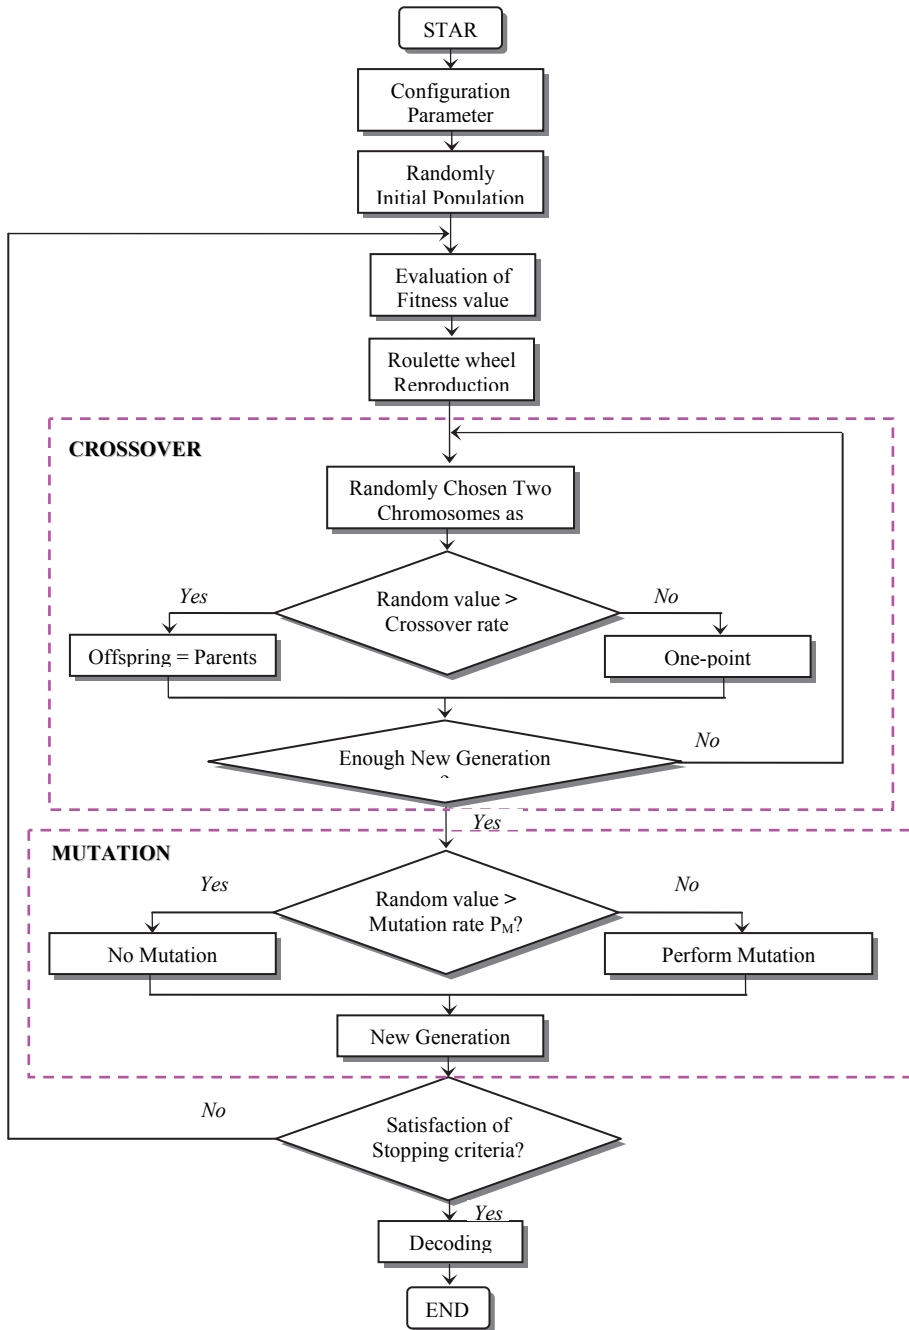 STAR
Configuration
Parameter
Randomly
Initial Population
Evaluation of
Fitness value
Roulette wheel
Reproduction
CROSSOVER
Randomly Chosen Two
Chromosomes as
Random value >
Crossover rate
Yes
No
Offspring = Parents
One-point
Enough New Generation
No
Yes
MUTATION
Random value >
Mutation rate PM?
Yes
No
No Mutation
Perform Mutation
New Generation
Satisfaction of
Stopping criteria?
No
Yes
Decoding
END